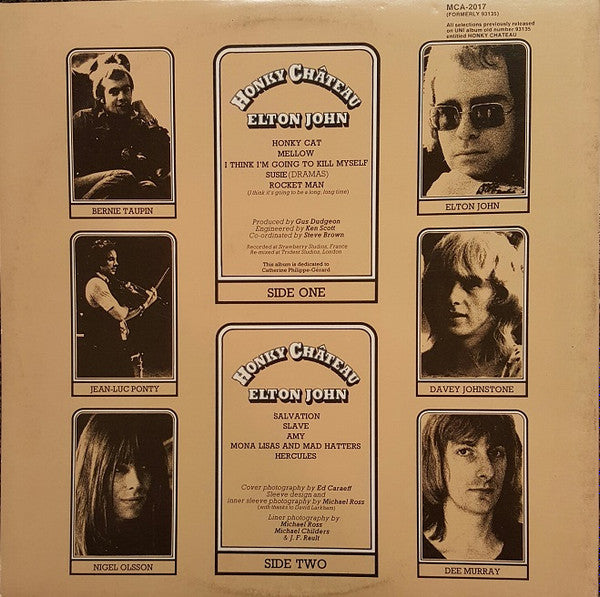 MCA-2017
(FORMERLY 93135)
All selections previously released
on UNI album old number 93135
entitled HONKY CHATEAU
BERNIE TAUPIN
HONKY CHÂTEAU
ELTON JOHN
HONKY CAT
MELLOW
I THINK I'M GOING TO KILL MYSELF
SUSIE (DRAMAS)
ROCKET MAN
(I think it's going to be a long, long time)
Produced by Gus Dudgeon
Engineered by Ken Scott
Co-ordinated by Steve Brown
Recorded at Strawberry Studios, France
Re-mixed at Trident Studios, London
This album is dedicated to
Catherine Philippe-Gérard
SIDE ONE
ELTON JOHN
JEAN-LUC PONTY
DAVEY JOHNSTONE
HONKY CHÂTEAU
ELTON JOHN
SALVATION
SLAVE
AMY
MONA LISAS AND MAD HATTERS
HERCULES
Cover photography by Ed Caraeff
Sleeve design and
inner sleeve photography by Michael Ross
(with thanks to David Larkham)
Liner photography by
Michael Ross
Michael Childers
& J. F. Rault
SIDE TWO
NIGEL OLSSON
DEE MURRAY